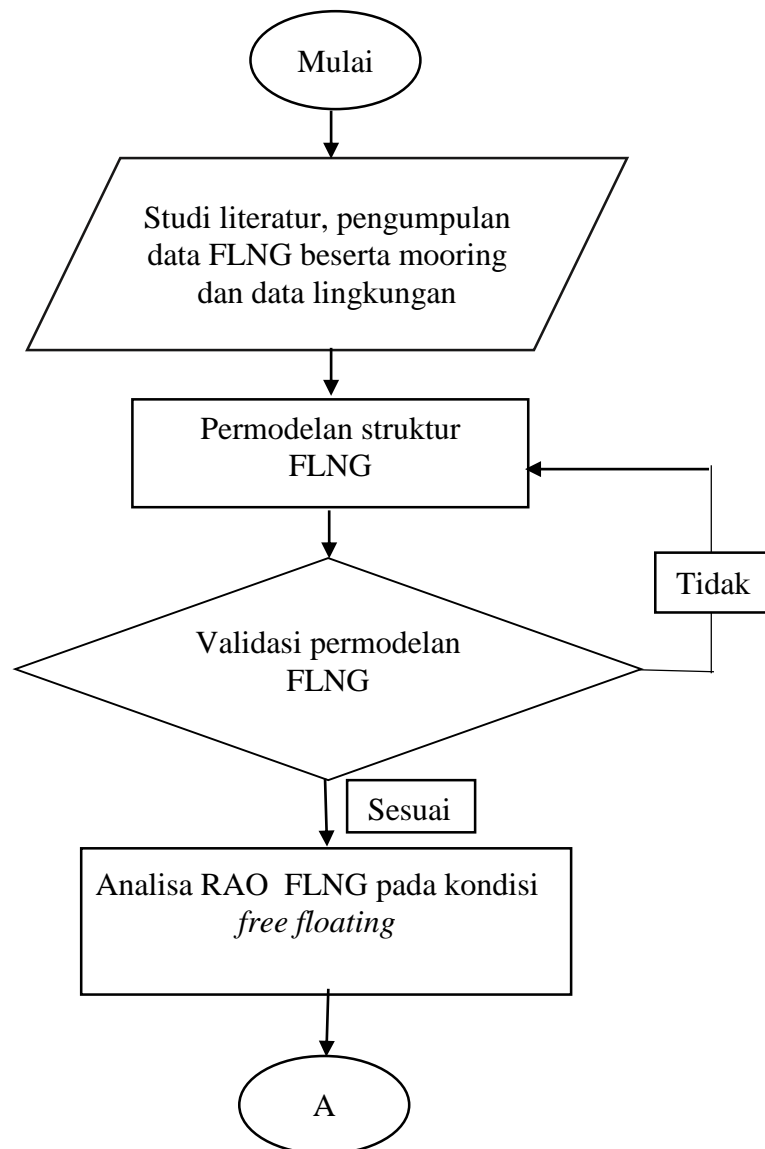 Mulai
Studi literatur, pengumpulan
data FLNG beserta mooring
dan data lingkungan
Permodelan struktur
FLNG
Tidak
Validasi permodelan
FLNG
Sesuai
Analisa RAO  FLNG pada kondisi
free floating
A